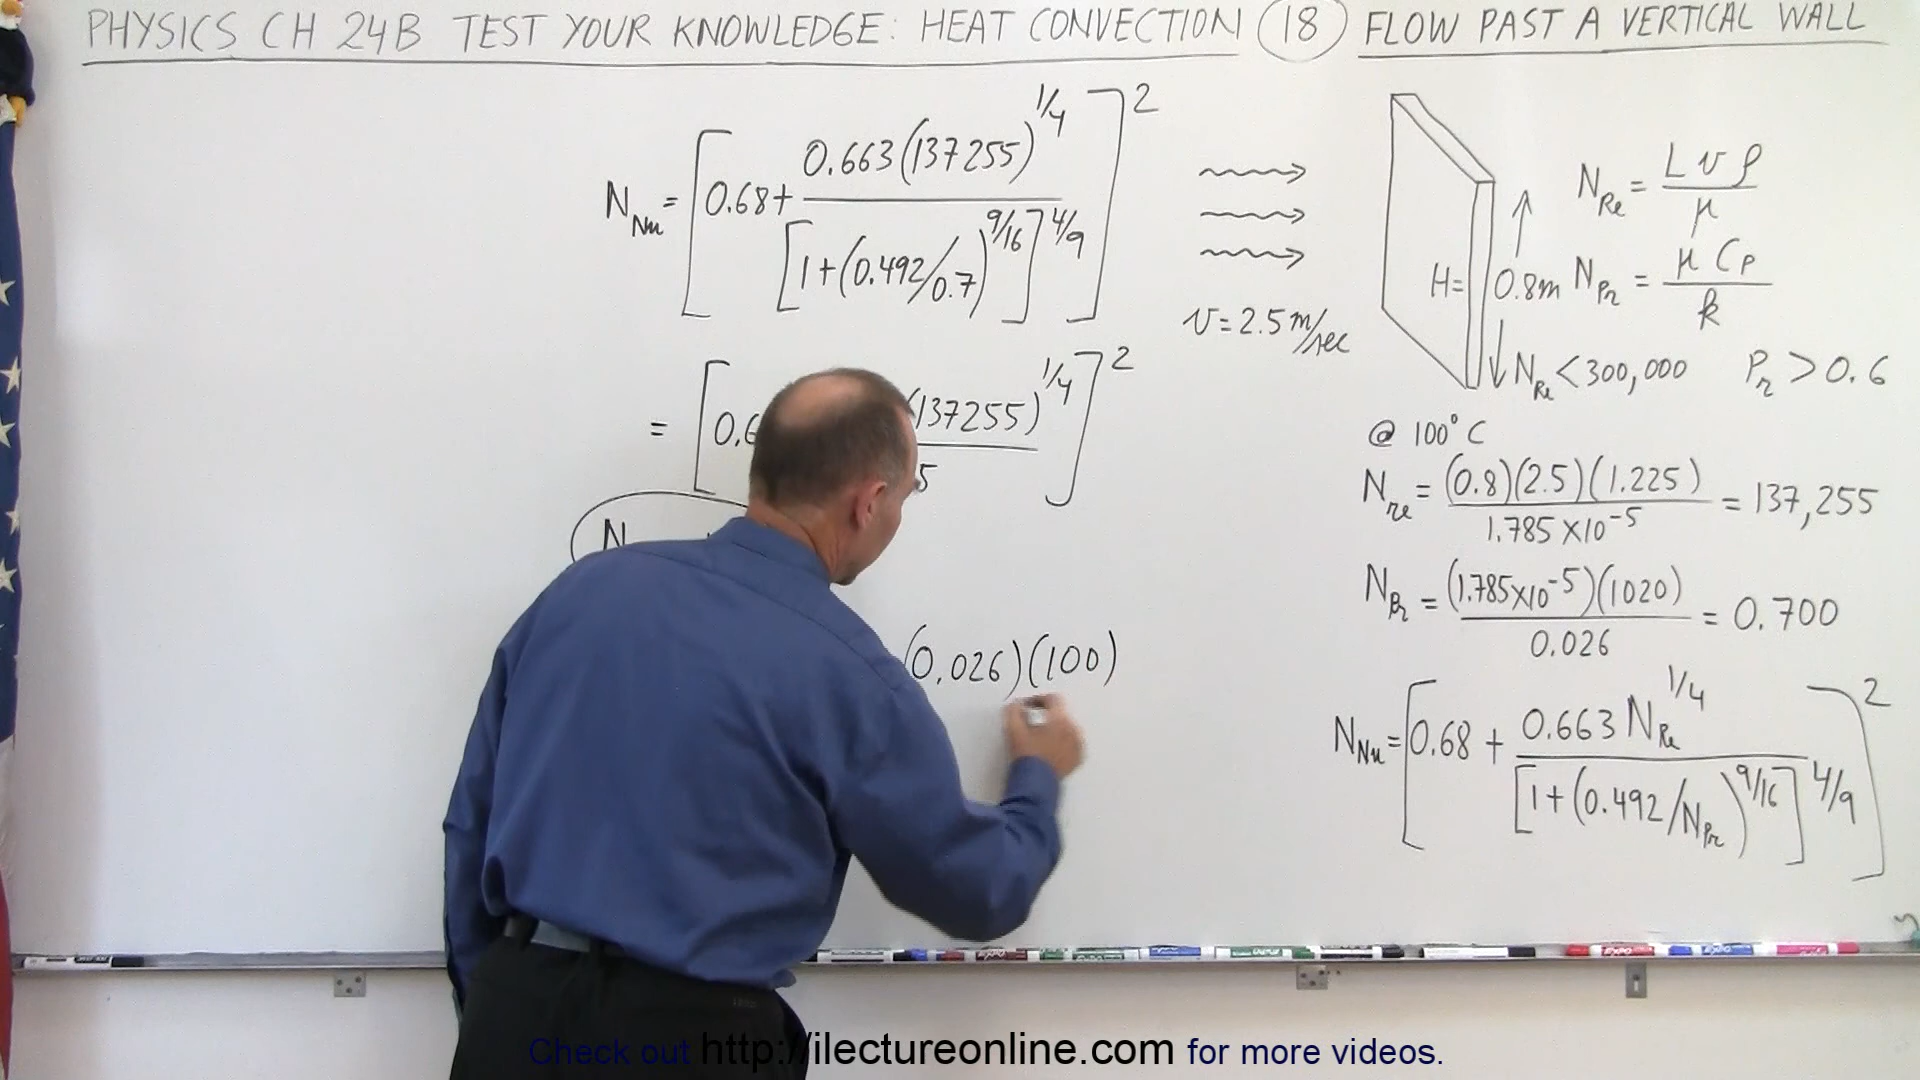 PHYSICS CH 24B TEST YOUR KNOWLEDGE: HEAT CONVECTION 18 FLOW PAST A VERTICAL WALL
N_Nu = [0.68 + 0.663(137255)^1/4 / [1+(0.492/0.7)^9/16]^4/9]^2
= [0.6 (137255)^1/4 / 5]^2
N
(0.026)(100)
v = 2.5 m/sec
H = 0.8m
N_Re = L v ρ / μ
N_Pr = μ Cp / k
N_Re < 300,000 Pr > 0.6
@ 100°C
N_re = (0.8)(2.5)(1.225) / 1.785 X10^-5 = 137,255
N_Pr = (1.785X10^-5)(1020) / 0.026 = 0.700
N_Nu = [0.68 + 0.663 N_Re^1/4 / [1+(0.492/N_Pr)^9/16]^4/9]^2
Check out http://ilectureonline.com for more videos.